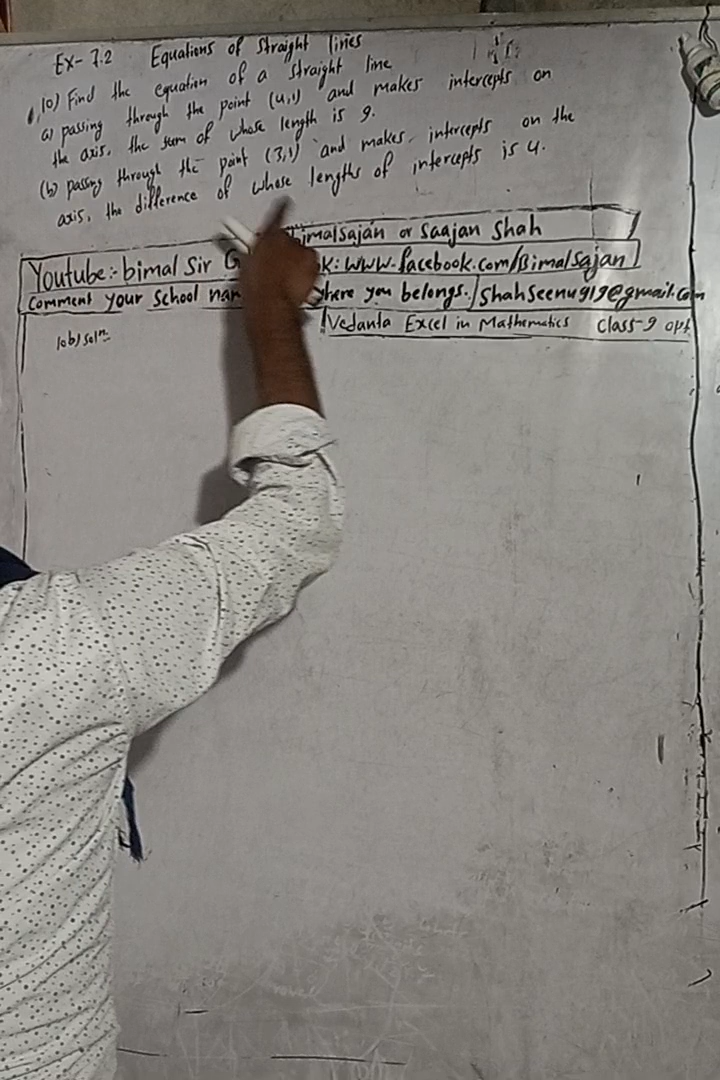 Ex- 7.2 Equations of straight lines
10) Find the equation of a straight line
a) passing through the point (4,1) and makes intercepts on
the axis, the sum of whose length is 9.
(b) passing through the point (3,1) and makes intercepts on the
axis, the difference of whose lengths of intercepts is 4.
bimalsajan or Saajan Shah
Youtube:- bimal Sir G k: www.facebook.com/Bimalsajan
comment your school nam where you belongs./shahseenu919@gmail.com
Vedanta Excel in Mathematics Class-9 opt
10b) solⁿ